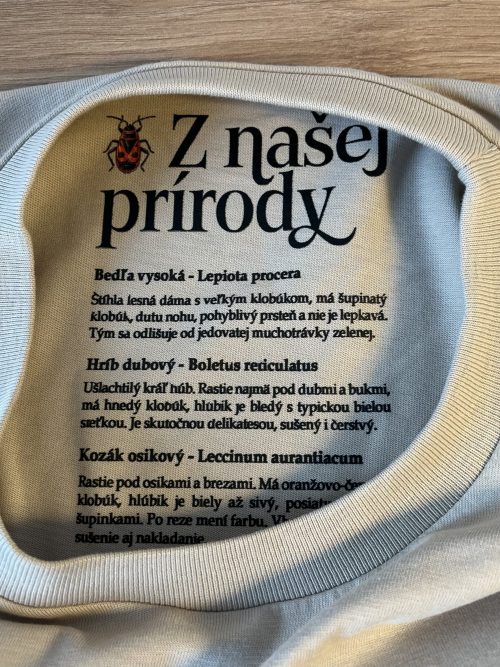 Z našej
prírody
Bedľa vysoká - Lepiota procera
Štíhla lesná dáma s veľkým klobúkom, má šupinatý
klobúk, dutu nohu, pohyblivý prsteň a nie je lepkavá.
Tým sa odlišuje od jedovatej muchotrávky zelenej.
Hríb dubový - Boletus reticulatus
Ušlachtilý kráľ húb. Rastie najmä pod dubmi a bukmi,
má hnedý klobúk, hlubik je bledý s typickou bielou
sieťkou. Je skutočnou delikatesou, sušený i čerstvý.
Kozák osikový - Leccinum aurantiacum
Rastie pod osikami a brezami. Má oranžovo-
klobúk, hlúbik je biely až sivý,
šupinkami. Po reze mení farbu.
sušenie aj nakladanie